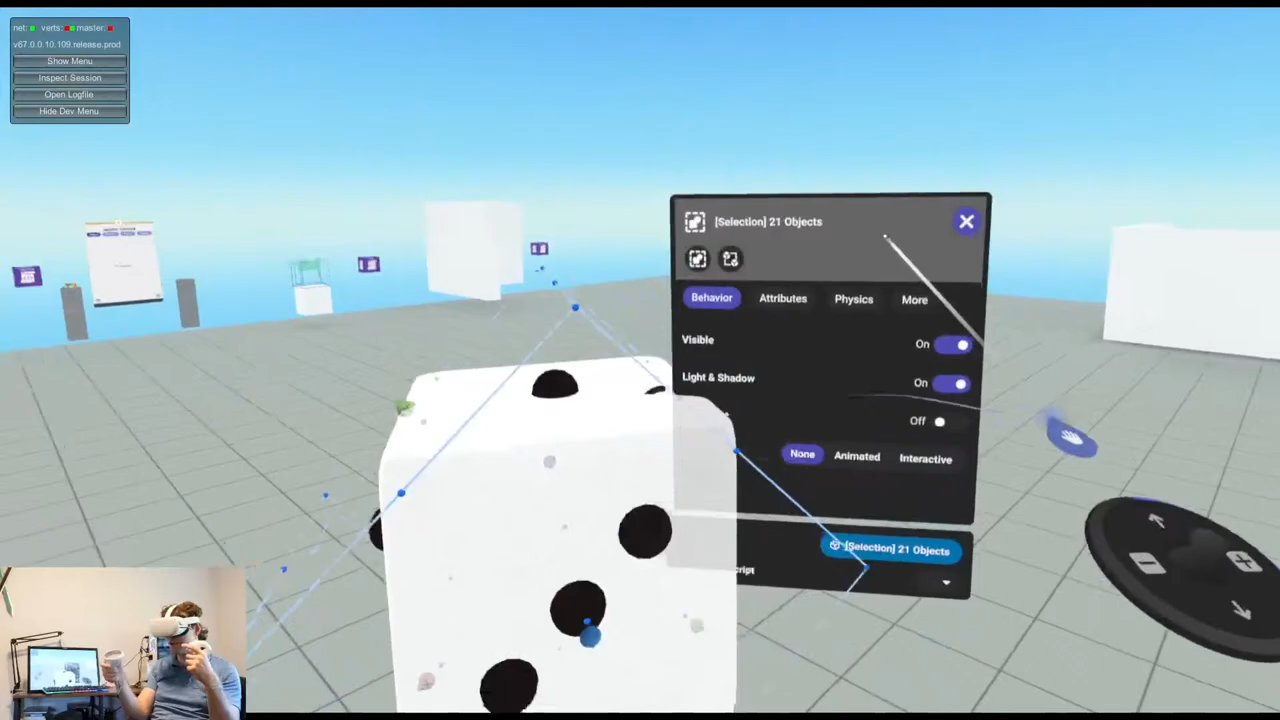 net: verts: master:
v67.0.0.10.109.release.prod
Show Menu
Inspect Session
Open Logfile
Hide Dev Menu
[Selection] 21 Objects
Behavior Attributes Physics More
Visible On
Light & Shadow On
Off
None Animated Interactive
[Selection] 21 Objects